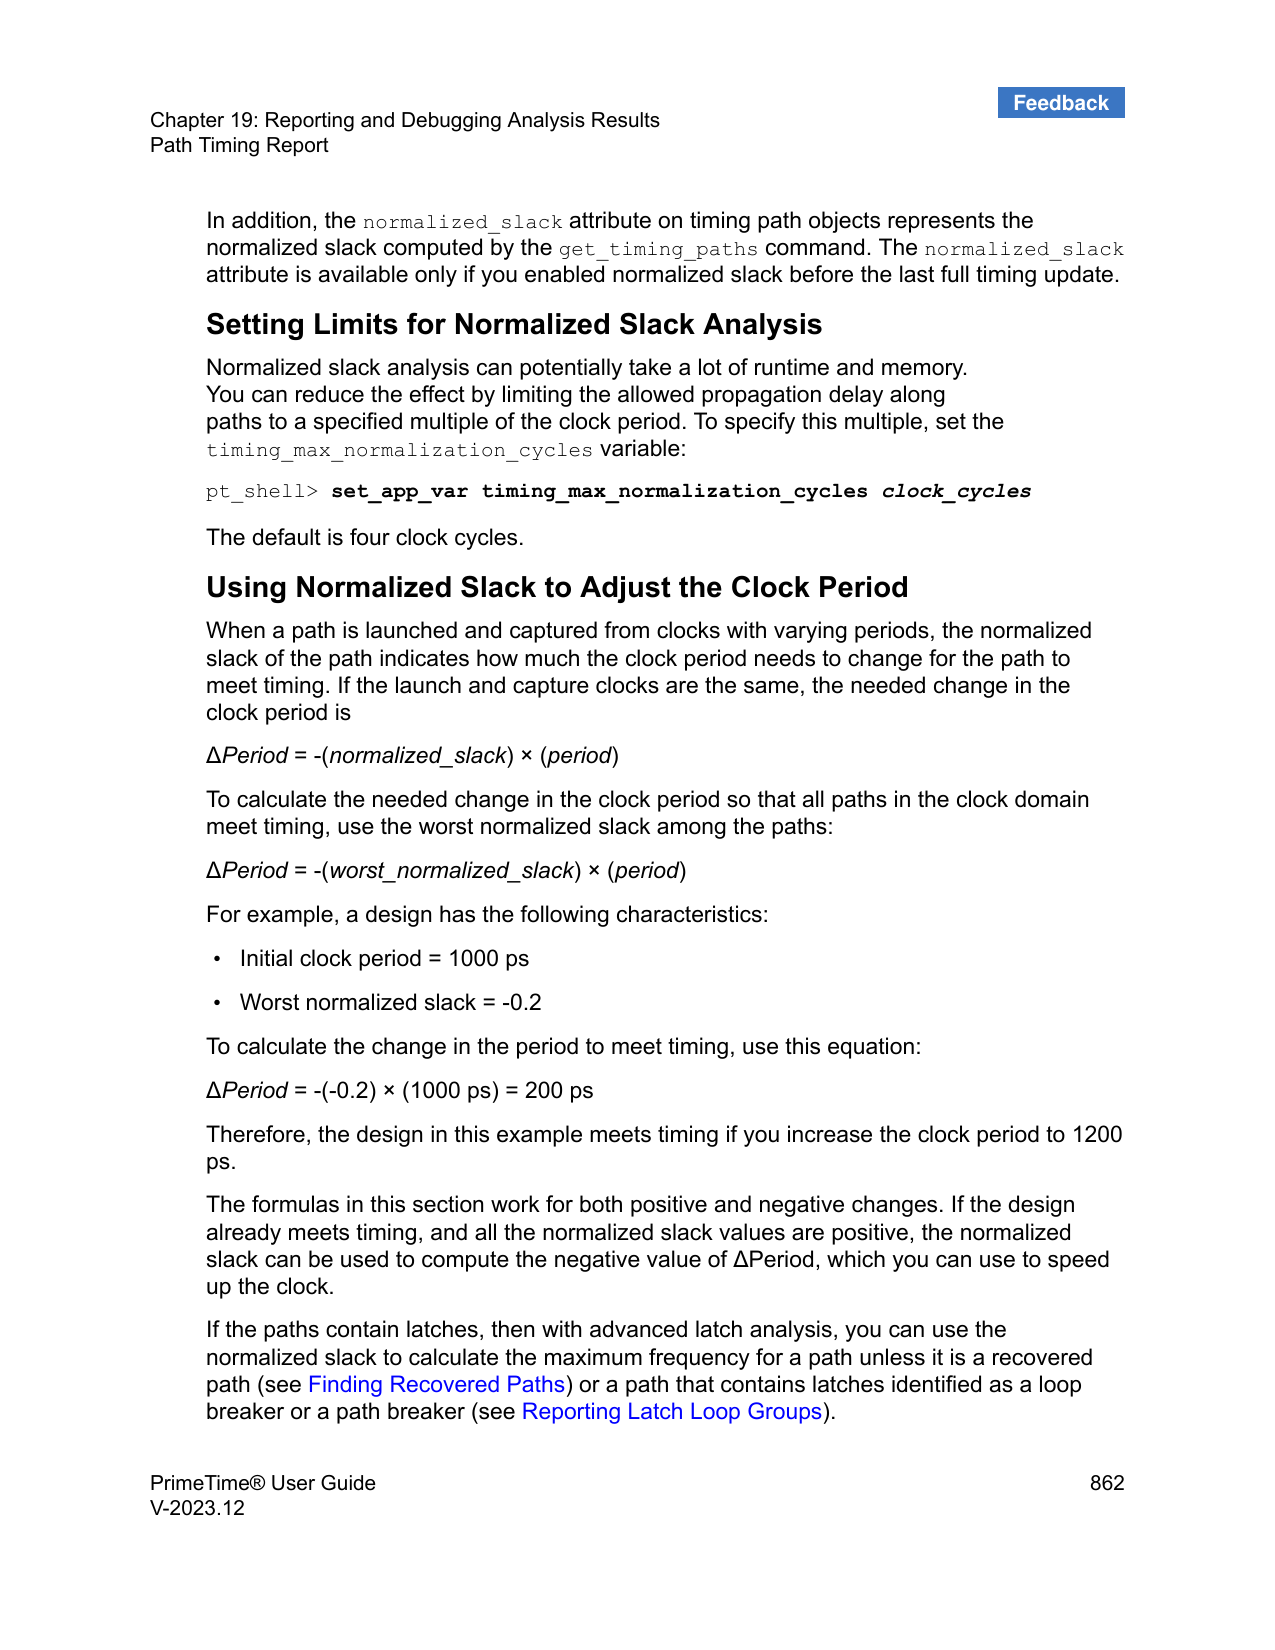 Feedback
Chapter 19: Reporting and Debugging Analysis Results
Path Timing Report
In addition, the normalized_slack attribute on timing path objects represents the
normalized slack computed by the get_timing_paths command. The normalized_slack
attribute is available only if you enabled normalized slack before the last full timing update.
Setting Limits for Normalized Slack Analysis
Normalized slack analysis can potentially take a lot of runtime and memory.
You can reduce the effect by limiting the allowed propagation delay along
paths to a specified multiple of the clock period. To specify this multiple, set the
timing_max_normalization_cycles variable:
pt_shell> set_app_var timing_max_normalization_cycles clock_cycles
The default is four clock cycles.
Using Normalized Slack to Adjust the Clock Period
When a path is launched and captured from clocks with varying periods, the normalized
slack of the path indicates how much the clock period needs to change for the path to
meet timing. If the launch and capture clocks are the same, the needed change in the
clock period is
ΔPeriod = -(normalized_slack) × (period)
To calculate the needed change in the clock period so that all paths in the clock domain
meet timing, use the worst normalized slack among the paths:
ΔPeriod = -(worst_normalized_slack) × (period)
For example, a design has the following characteristics:
• Initial clock period = 1000 ps
• Worst normalized slack = -0.2
To calculate the change in the period to meet timing, use this equation:
ΔPeriod = -(-0.2) × (1000 ps) = 200 ps
Therefore, the design in this example meets timing if you increase the clock period to 1200
ps.
The formulas in this section work for both positive and negative changes. If the design
already meets timing, and all the normalized slack values are positive, the normalized
slack can be used to compute the negative value of ΔPeriod, which you can use to speed
up the clock.
If the paths contain latches, then with advanced latch analysis, you can use the
normalized slack to calculate the maximum frequency for a path unless it is a recovered
path (see Finding Recovered Paths) or a path that contains latches identified as a loop
breaker or a path breaker (see Reporting Latch Loop Groups).
PrimeTime® User Guide
862
V-2023.12